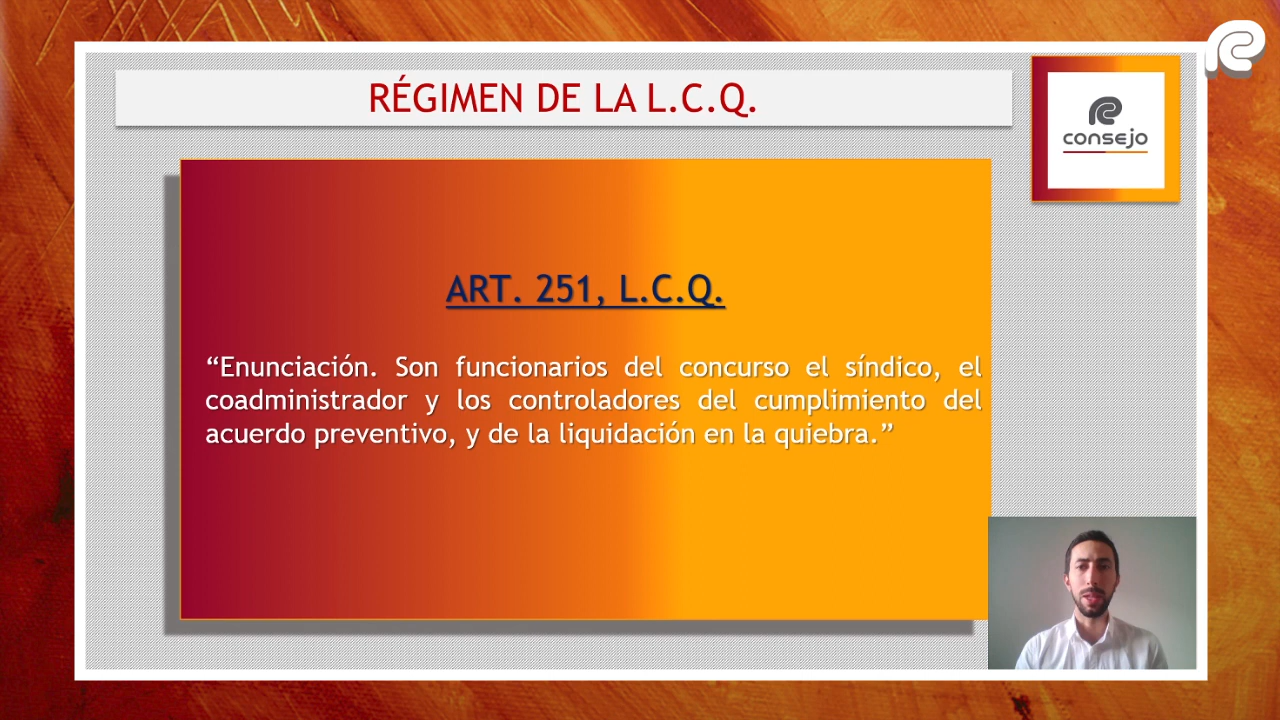 RÉGIMEN DE LA L.C.Q.
consejo
ART. 251, L.C.Q.
“Enunciación. Son funcionarios del concurso el síndico, el
coadministrador y los controladores del cumplimiento del
acuerdo preventivo, y de la liquidación en la quiebra.”